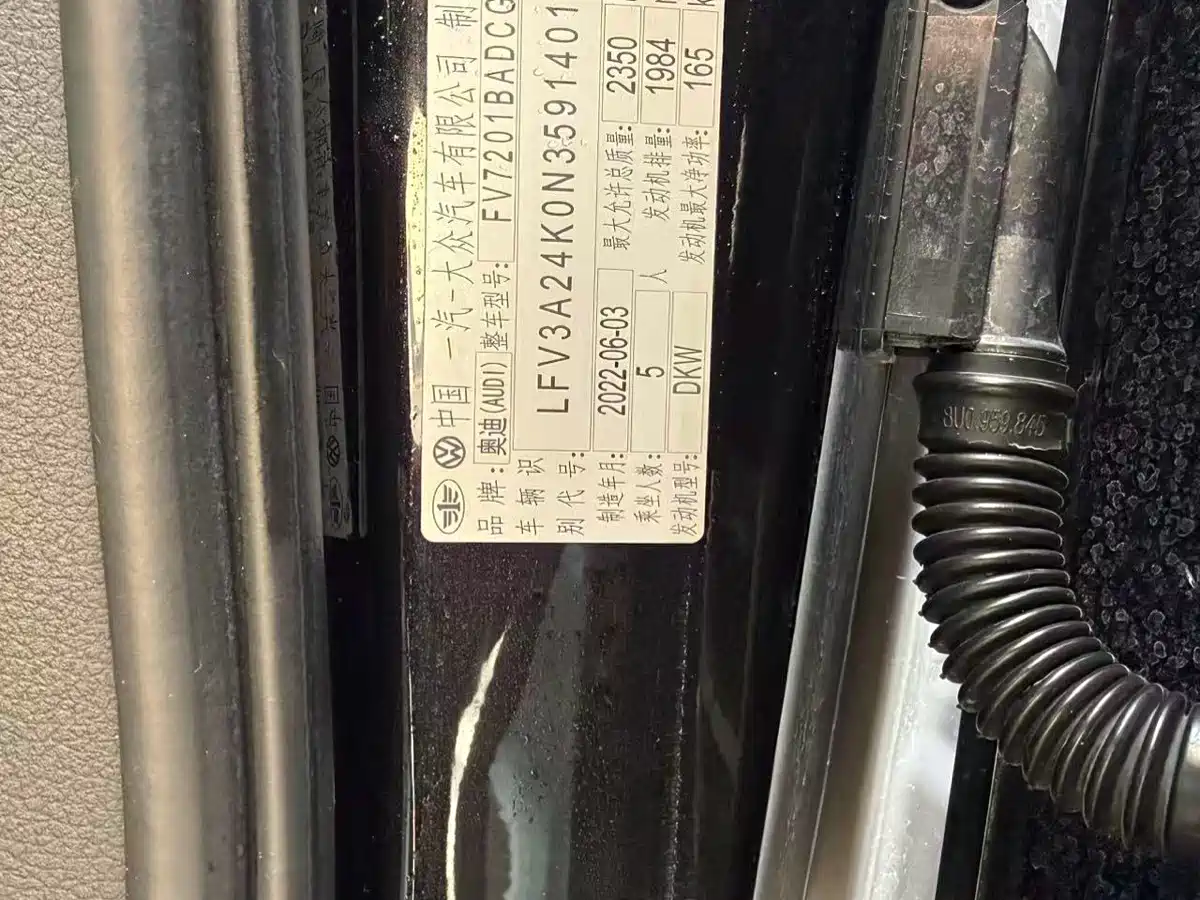 中国 一汽-大众汽车有限公司 制
品牌: 奥迪(AUDI) 整车型号: FV7201BADCG
车辆识别代号: LFV3A24K0N3591401
制造年月: 2022-06-03 最大允许总质量: 2350
乘坐人数: 5 人 发动机排量: 1984
发动机型号: DKW 发动机最大净功率: 165
8U0.959.845